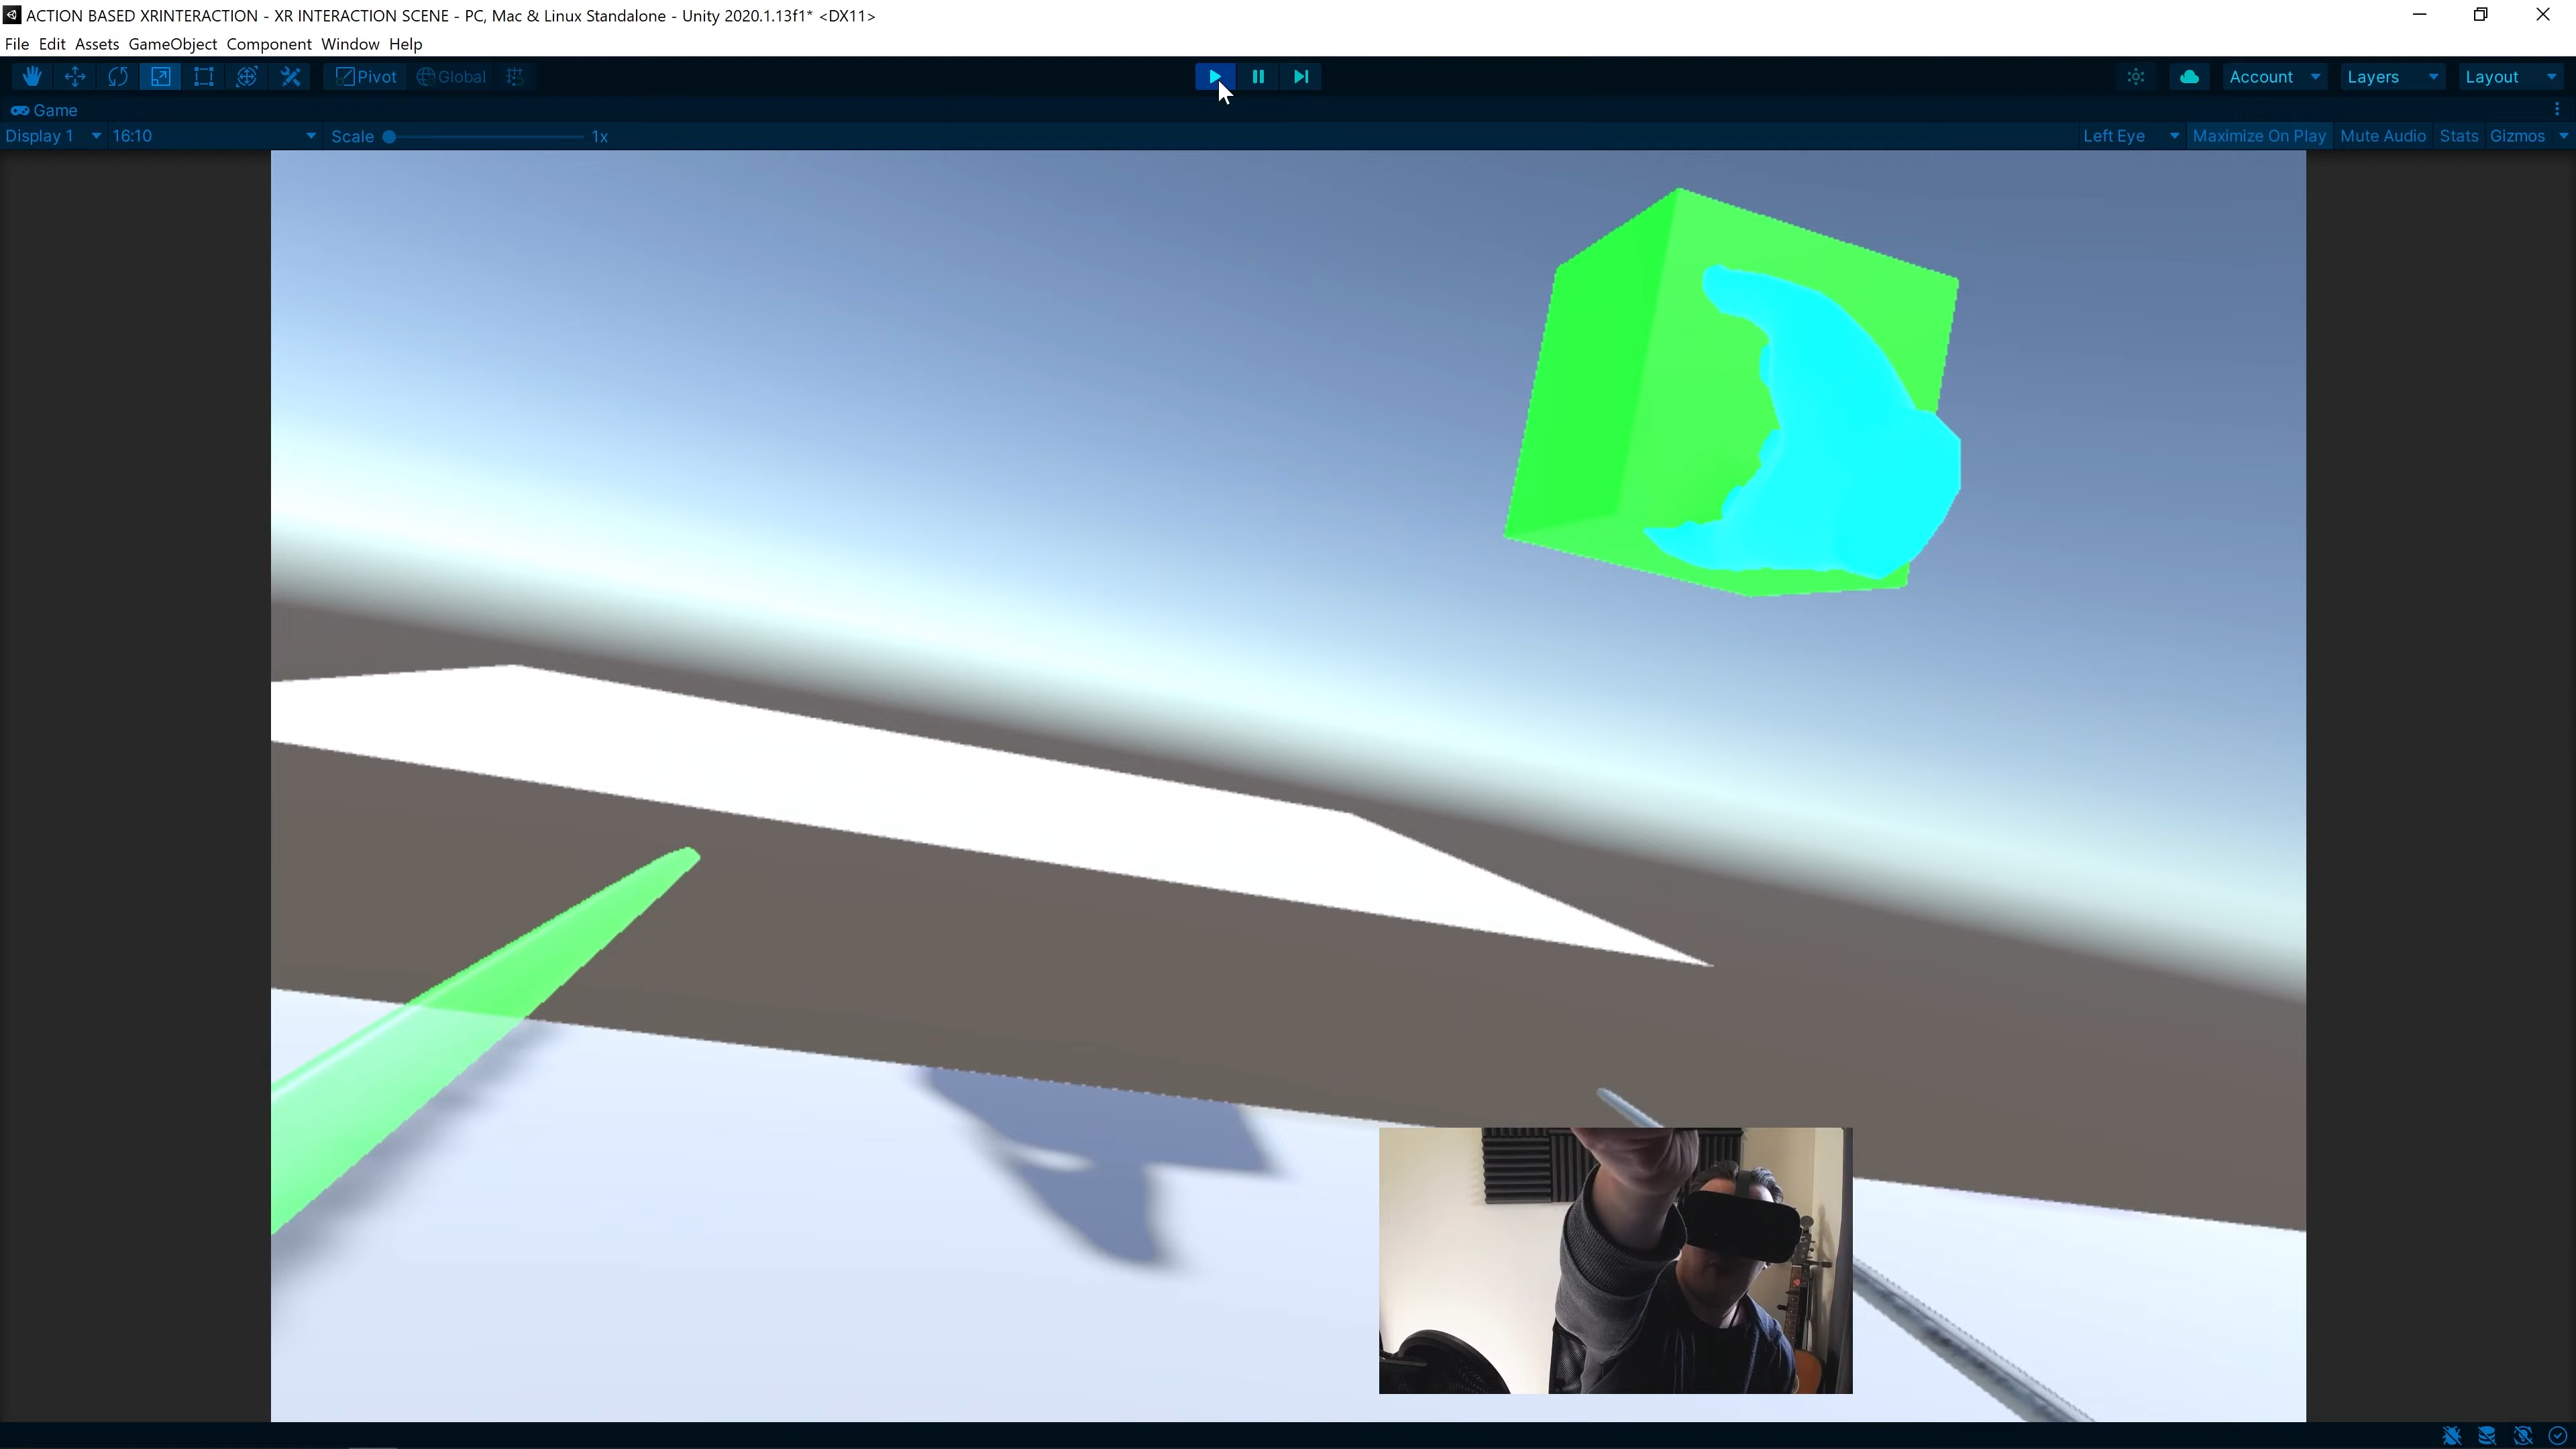 ACTION BASED XRINTERACTION - XR INTERACTION SCENE - PC, Mac & Linux Standalone - Unity 2020.1.13f1* <DX11>
File Edit Assets GameObject Component Window Help
Pivot Global Account Layers Layout
Game
Display 1 16:10 Scale 1x Left Eye Maximize On Play Mute Audio Stats Gizmos